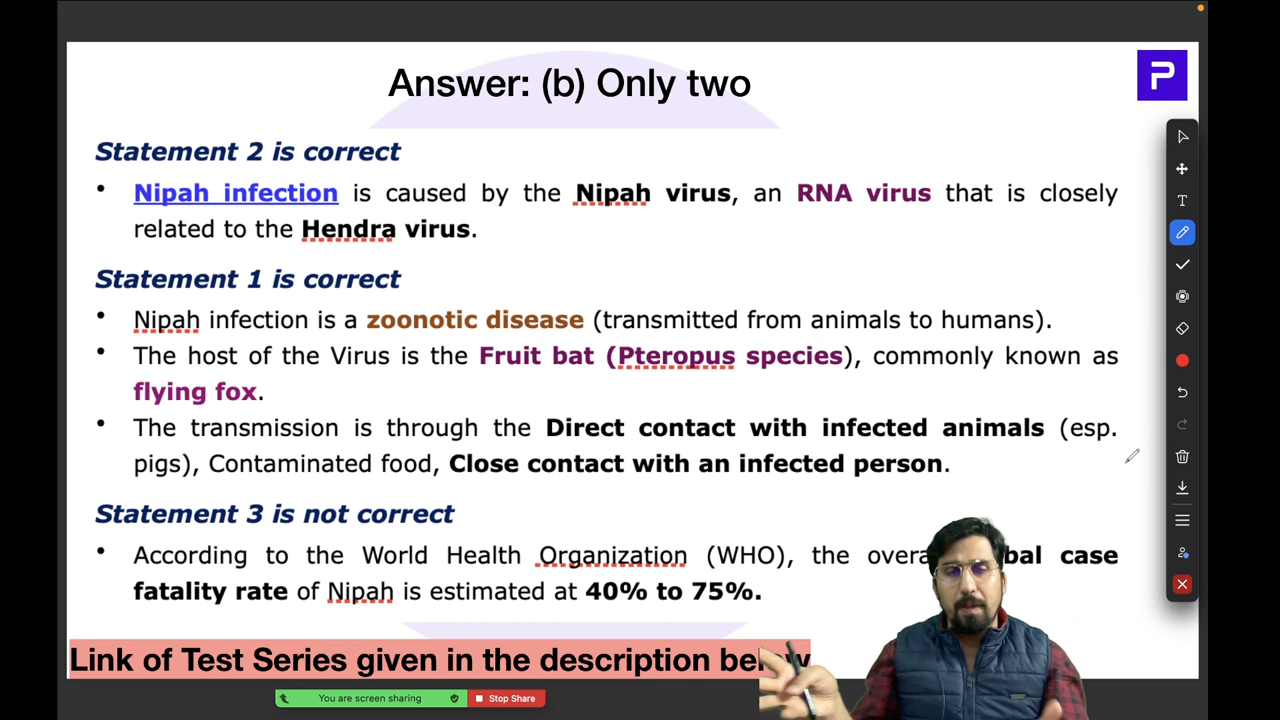 Answer: (b) Only two
P
Statement 2 is correct
• Nipah infection is caused by the Nipah virus, an RNA virus that is closely
related to the Hendra virus.
Statement 1 is correct
• Nipah infection is a zoonotic disease (transmitted from animals to humans).
• The host of the Virus is the Fruit bat (Pteropus species), commonly known as
flying fox.
• The transmission is through the Direct contact with infected animals (esp.
pigs), Contaminated food, Close contact with an infected person.
Statement 3 is not correct
• According to the World Health Organization (WHO), the case
fatality rate of Nipah is estimated at 40% to 75%.
Link of Test Series given in the description below
You are screen sharing Stop Share